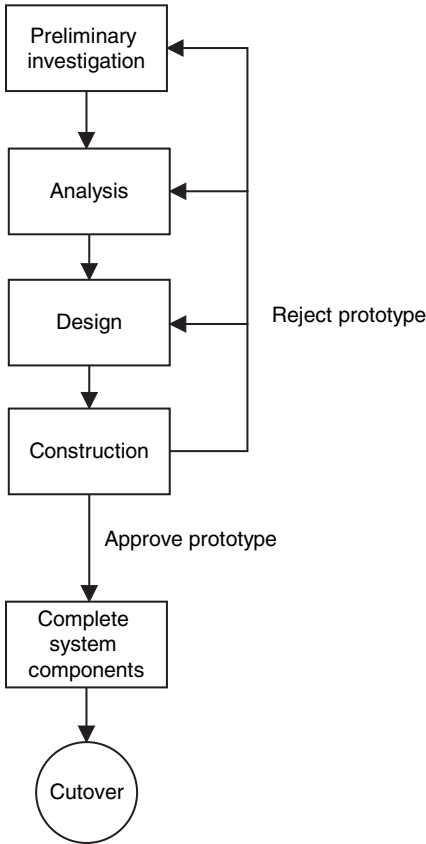 Preliminary
investigation
Analysis
Design
Reject prototype
Construction
Approve prototype
Complete
system
components
Cutover